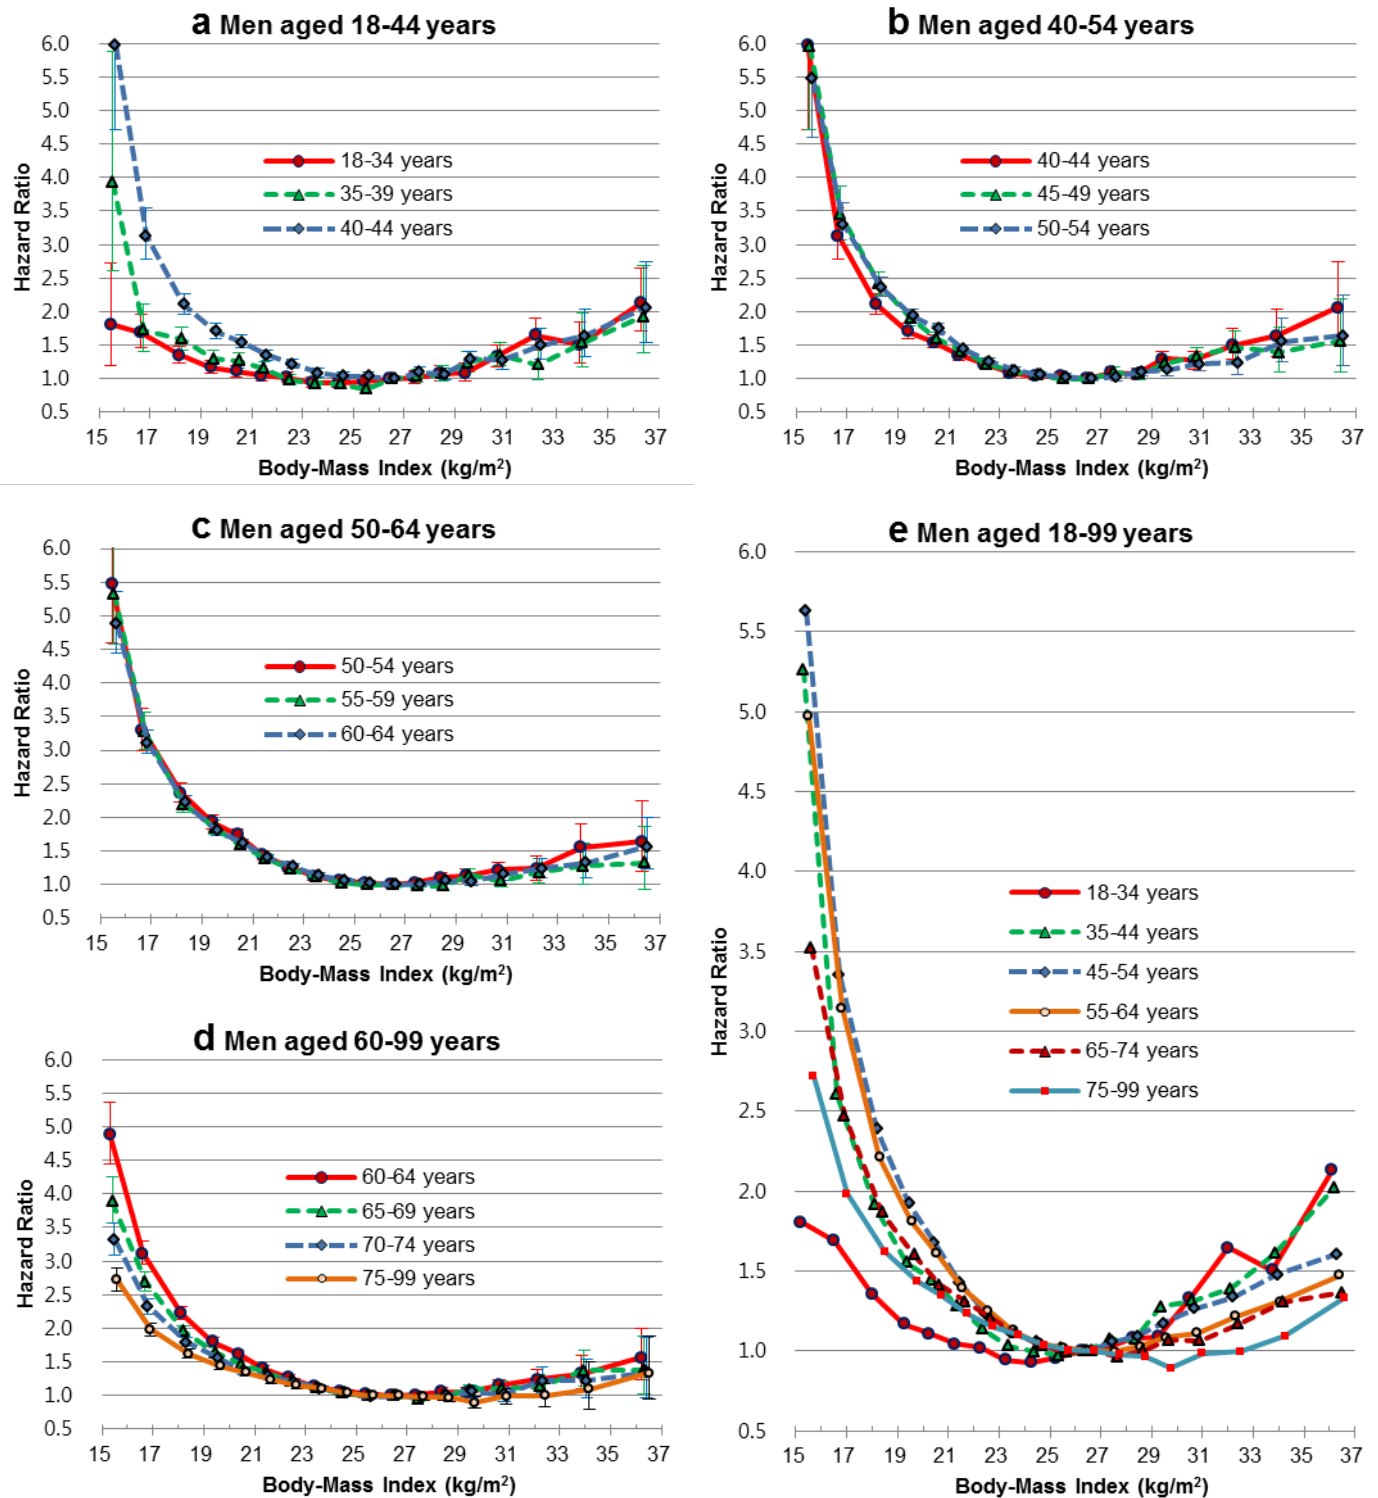 a Men aged 18-44 years
6.0
5.5
5.0
4.5
4.0
3.5
3.0
2.5
2.0
1.5
1.0
0.5
Hazard Ratio
18-34 years
35-39 years
40-44 years
15 17 19 21 23 25 27 29 31 33 35 37
Body-Mass Index (kg/m²)
b Men aged 40-54 years
6.0
5.5
5.0
4.5
4.0
3.5
3.0
2.5
2.0
1.5
1.0
0.5
Hazard Ratio
40-44 years
45-49 years
50-54 years
15 17 19 21 23 25 27 29 31 33 35 37
Body-Mass Index (kg/m²)
c Men aged 50-64 years
6.0
5.5
5.0
4.5
4.0
3.5
3.0
2.5
2.0
1.5
1.0
0.5
Hazard Ratio
50-54 years
55-59 years
60-64 years
15 17 19 21 23 25 27 29 31 33 35 37
Body-Mass Index (kg/m²)
d Men aged 60-99 years
6.0
5.5
5.0
4.5
4.0
3.5
3.0
2.5
2.0
1.5
1.0
0.5
Hazard Ratio
60-64 years
65-69 years
70-74 years
75-99 years
15 17 19 21 23 25 27 29 31 33 35 37
Body-Mass Index (kg/m²)
e Men aged 18-99 years
6.0
5.5
5.0
4.5
4.0
3.5
3.0
2.5
2.0
1.5
1.0
0.5
Hazard Ratio
18-34 years
35-44 years
45-54 years
55-64 years
65-74 years
75-99 years
15 17 19 21 23 25 27 29 31 33 35 37
Body-Mass Index (kg/m²)